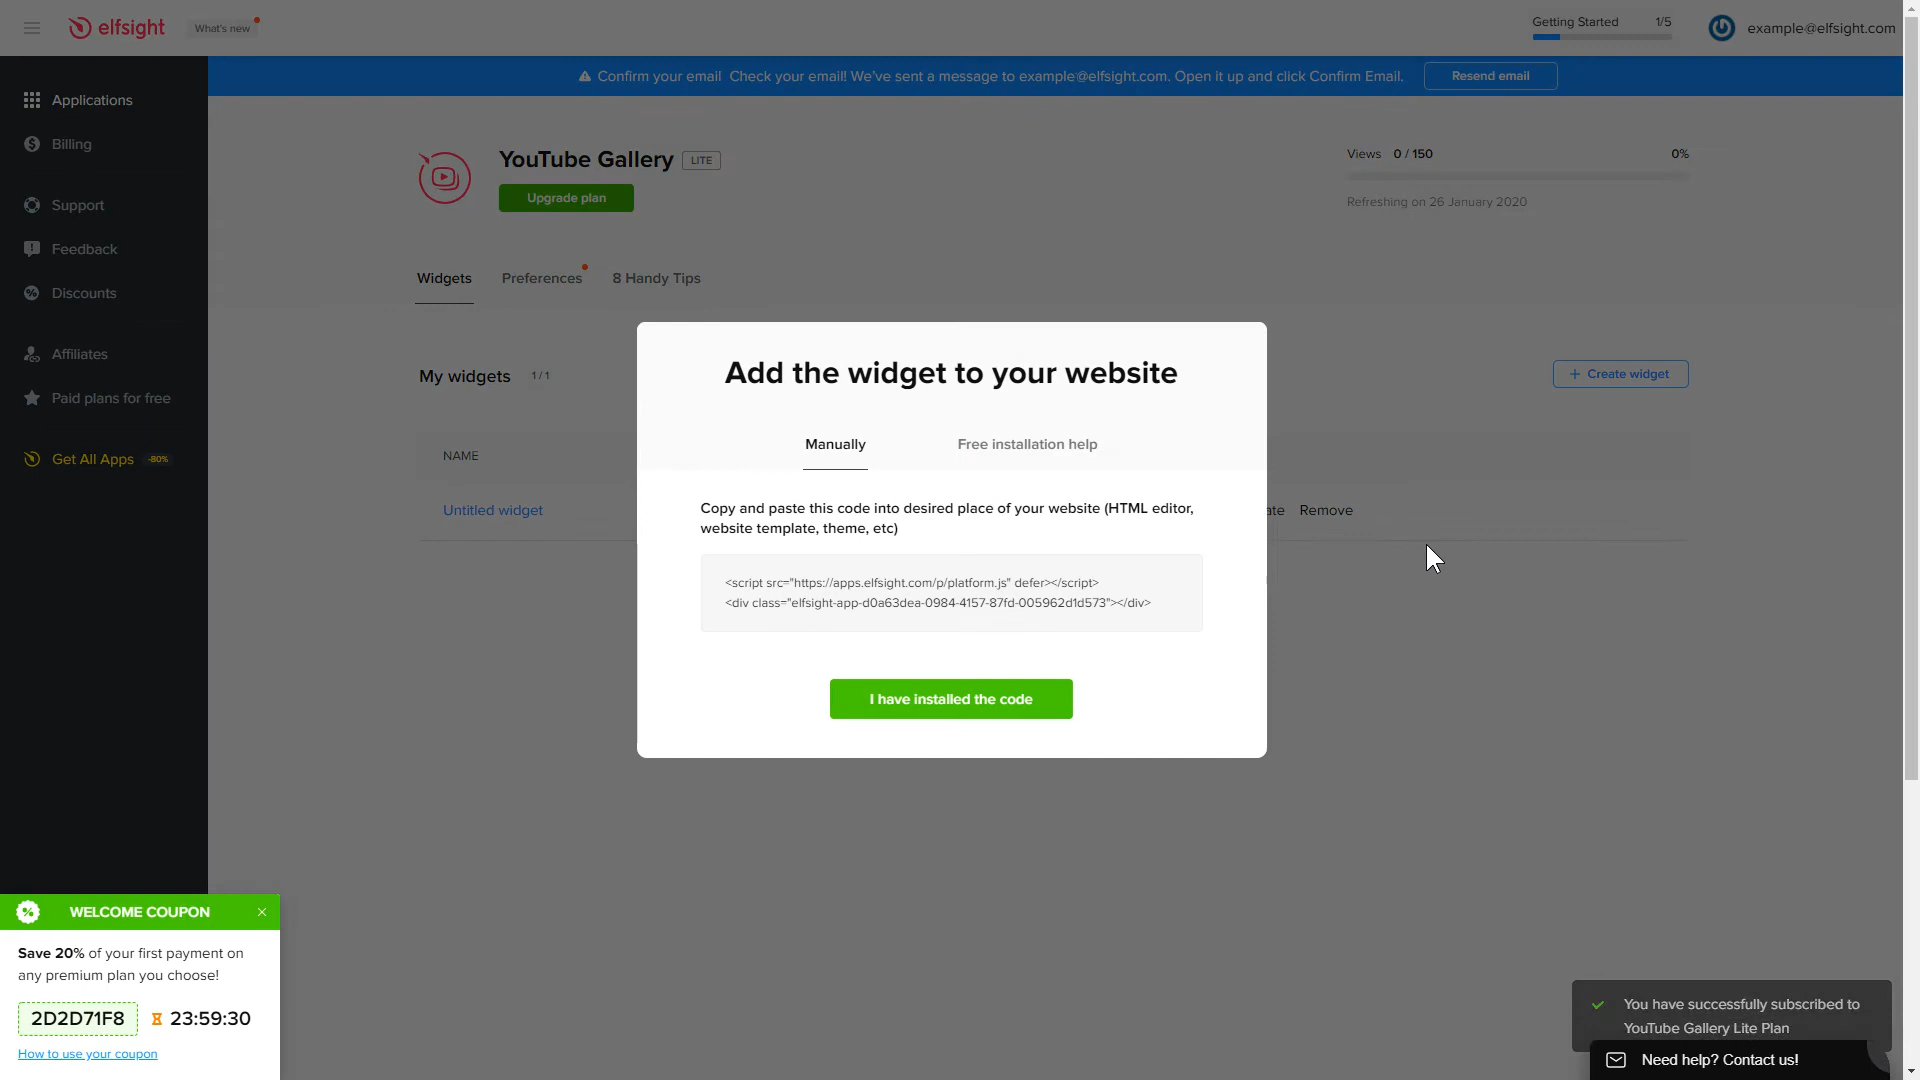 elfsight
What's new
Getting Started 1/5
example@elfsight.com
Confirm your email Check your email! We've sent a message to example@elfsight.com. Open it up and click Confirm Email.
Resend email
Applications
Billing
Support
Feedback
Discounts
Affiliates
Paid plans for free
Get All Apps -80%
YouTube Gallery LITE
Upgrade plan
Views 0 / 150 0%
Refreshing on 26 January 2020
Widgets Preferences 8 Handy Tips
My widgets 1 / 1
+ Create widget
NAME
Untitled widget
ate Remove
Add the widget to your website
Manually Free installation help
Copy and paste this code into desired place of your website (HTML editor,
website template, theme, etc)
<script src="https://apps.elfsight.com/p/platform.js" defer></script>
<div class="elfsight-app-d0a63dea-0984-4157-87fd-005962d1d573"></div>
I have installed the code
WELCOME COUPON
Save 20% of your first payment on
any premium plan you choose!
2D2D71F8 23:59:30
How to use your coupon
You have successfully subscribed to
YouTube Gallery Lite Plan
Need help? Contact us!